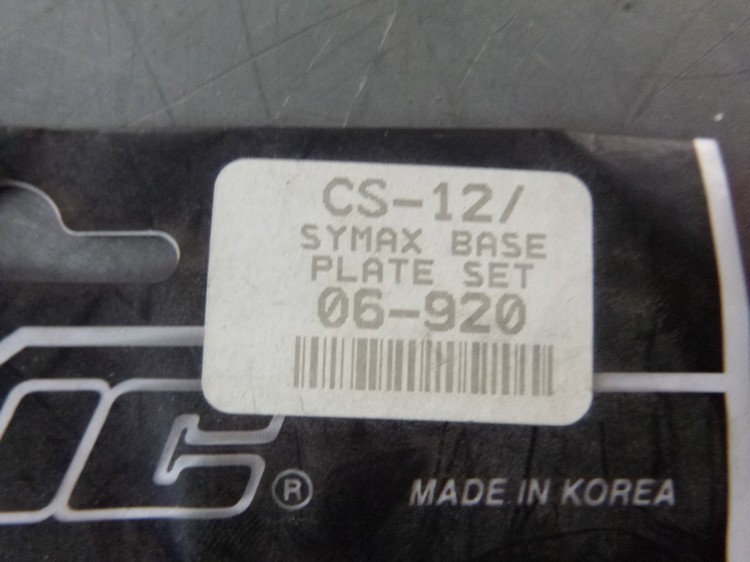 CS-12/
SYMAX BASE
PLATE SET
06-920
®
MADE IN KOREA